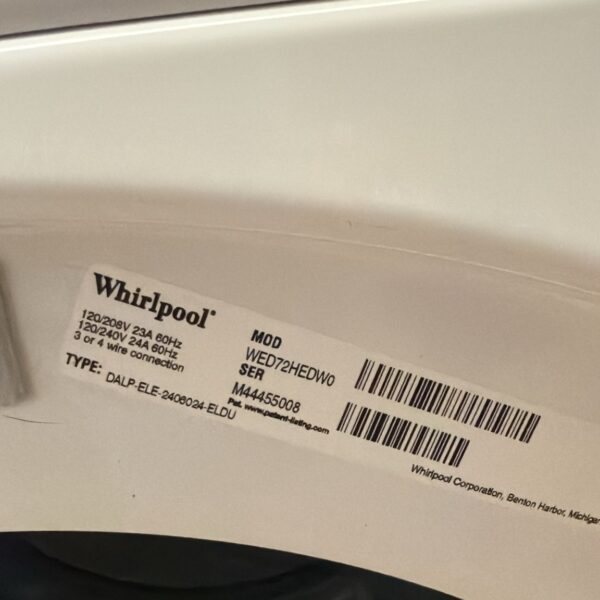 Whirlpool®
120/208V 23A 60Hz
120/240V 24A 60Hz
3 or 4 wire connection
TYPE: DALP-ELE-2406024-ELDU
MOD
WED72HEDW0
SER
M44455008
Pat. www.patent-listing.com
Whirlpool Corporation, Benton Harbor, Michigan